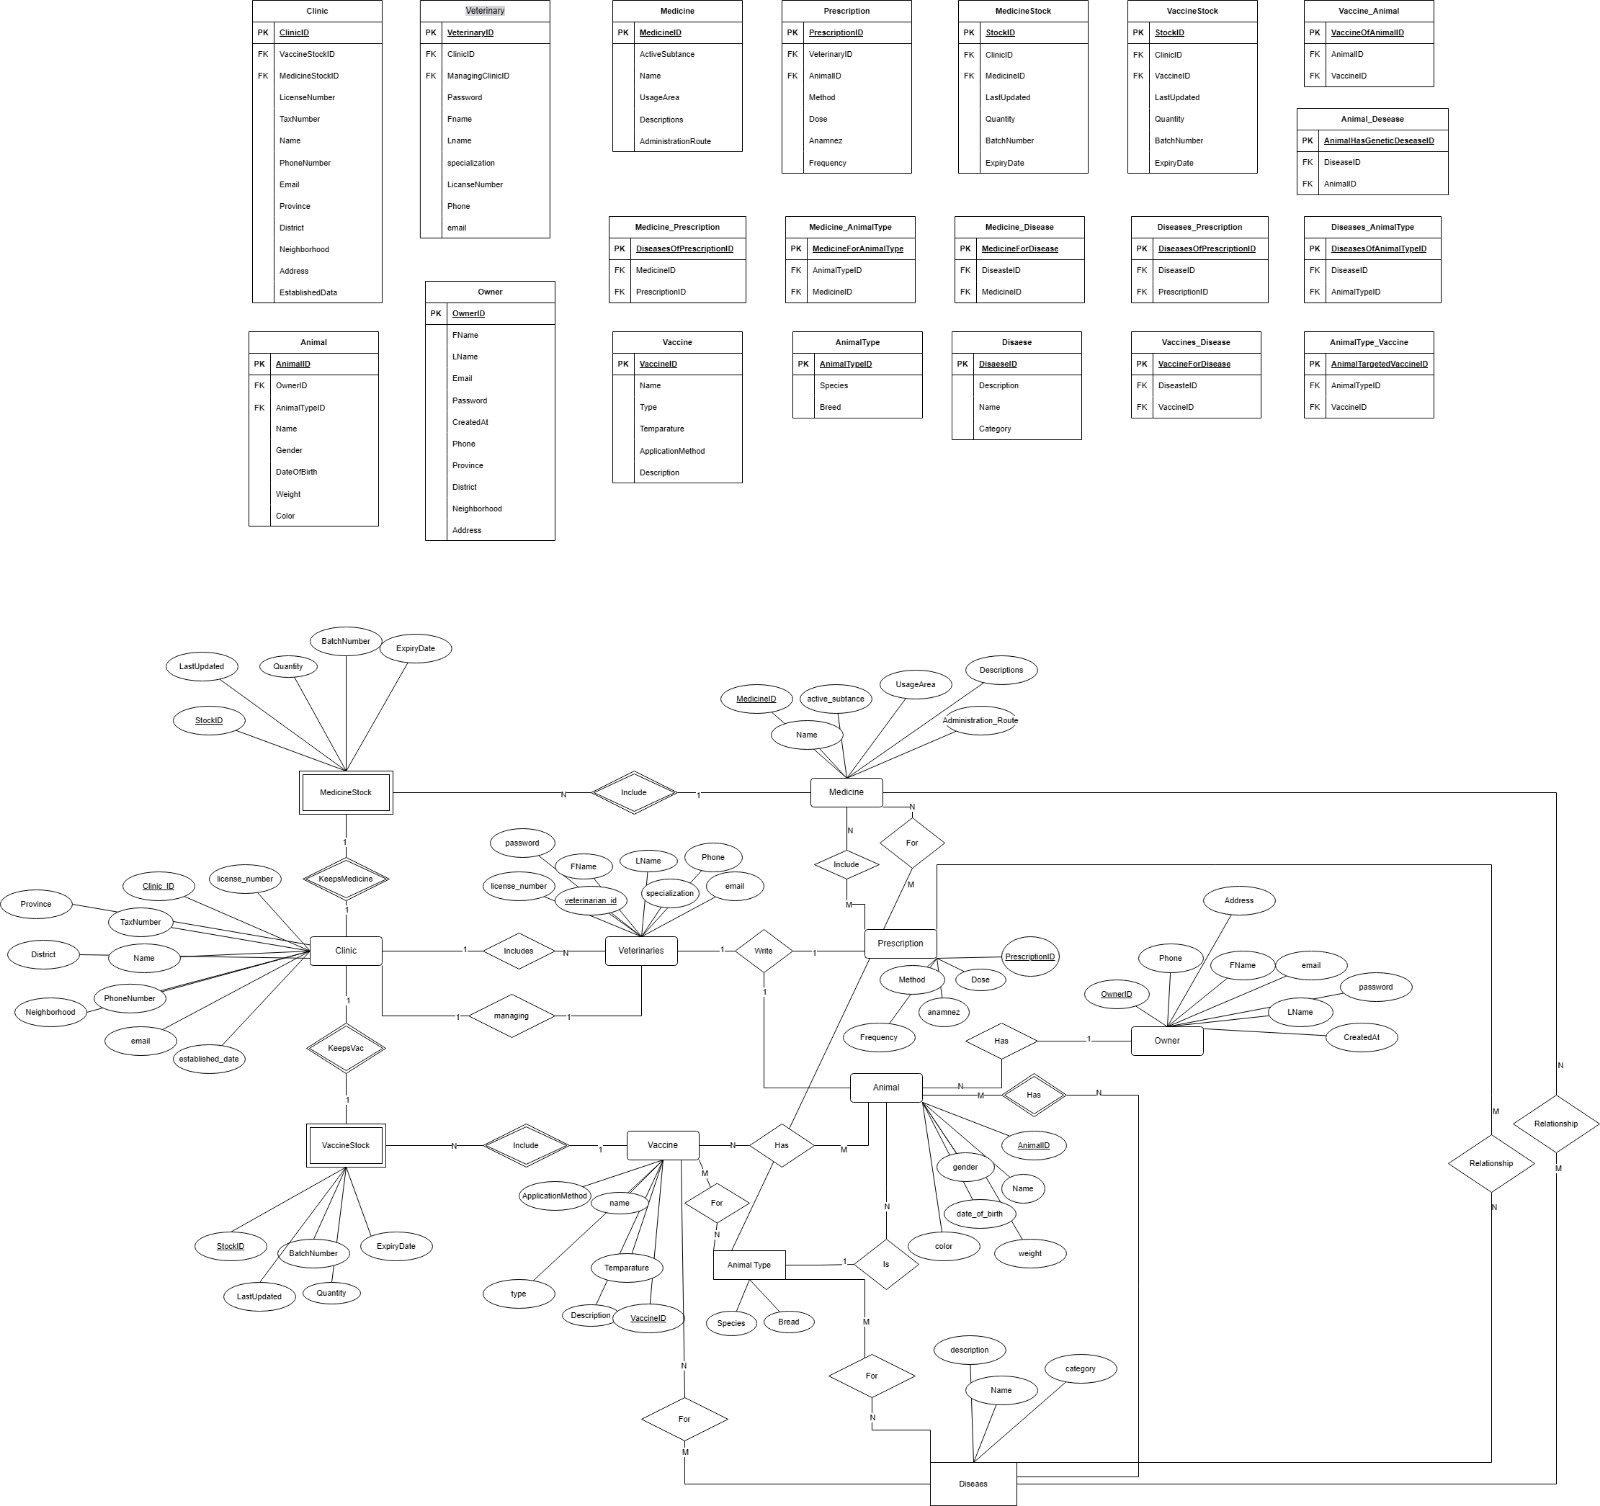 Clinic
PK ClinicID
FK VaccineStockID
FK MedicineStockID
LicenseNumber
TaxNumber
Name
PhoneNumber
Email
Province
District
Neighborhood
Address
EstablishedData
Veterinary
PK VeterinaryID
FK ClinicID
FK ManagingClinicID
Password
Fname
Lname
specialization
LicanseNumber
Phone
email
Medicine
PK MedicineID
ActiveSubtance
Name
UsageArea
Descriptions
AdministrationRoute
Prescription
PK PrescriptionID
FK VeterinaryID
FK AnimalID
Method
Dose
Anamnez
Frequency
MedicineStock
PK StockID
FK ClinicID
FK MedicineID
LastUpdated
Quantity
BatchNumber
ExpiryDate
VaccineStock
PK StockID
FK ClinicID
FK VaccineID
LastUpdated
Quantity
BatchNumber
ExpiryDate
Vaccine_Animal
PK VaccineOfAnimalID
FK AnimalID
FK VaccineID
Animal_Desease
PK AnimalHasGeneticDeseaseID
FK DiseaseID
FK AnimalID
Medicine_Prescription
PK DiseasesOfPrescriptionID
FK MedicineID
FK PrescriptionID
Medicine_AnimalType
PK MedicineForAnimalType
FK AnimalTypeID
FK MedicineID
Medicine_Disease
PK MedicineForDisease
FK DiseasteID
FK MedicineID
Diseases_Prescription
PK DiseasesOfPrescriptionID
FK DiseaseID
FK PrescriptionID
Diseases_AnimalType
PK DiseasesOfAnimalTypeID
FK DiseaseID
FK AnimalTypeID
Animal
PK AnimalID
FK OwnerID
FK AnimalTypeID
Name
Gender
DateOfBirth
Weight
Color
Owner
PK OwnerID
FName
LName
Email
Password
CreatedAt
Phone
Province
District
Neighborhood
Address
Vaccine
PK VaccineID
Name
Type
Temparature
ApplicationMethod
Description
AnimalType
PK AnimalTypeID
Species
Breed
Disaese
PK DisaeseID
Description
Name
Category
Vaccines_Disease
PK VaccineForDisease
FK DiseasteID
FK VaccineID
AnimalType_Vaccine
PK AnimalTargetedVaccineID
FK AnimalTypeID
FK VaccineID
BatchNumber
ExpiryDate
LastUpdated
Quantity
StockID
MedicineStock
N
Include
1
MedicineID
active_subtance
UsageArea
Descriptions
Name
Administration_Route
Medicine
N
Include
M
N
For
M
1
KeepsMedicine
1
Clinic_ID
license_number
Province
TaxNumber
District
Name
PhoneNumber
Neighborhood
email
established_date
Clinic
1
Includes
N
1
managing
1
password
FName
LName
Phone
license_number
veterinarian_id
specialization
email
Veterinaries
1
Write
1
1
Prescription
PrescriptionID
Method
Dose
anamnez
Frequency
Address
Phone
FName
email
OwnerID
password
LName
CreatedAt
Owner
1
Has
N
Animal
M
Has
N
AnimalID
gender
Name
date_of_birth
color
weight
1
KeepsVac
1
VaccineStock
StockID
BatchNumber
ExpiryDate
LastUpdated
Quantity
N
Include
1
Vaccine
N
Has
M
ApplicationMethod
name
Temparature
type
Description
VaccineID
M
For
N
Animal Type
Species
Bread
1
Is
N
M
For
N
N
For
M
description
Name
category
Diseaes
M
Relationship
N
N
Relationship
M